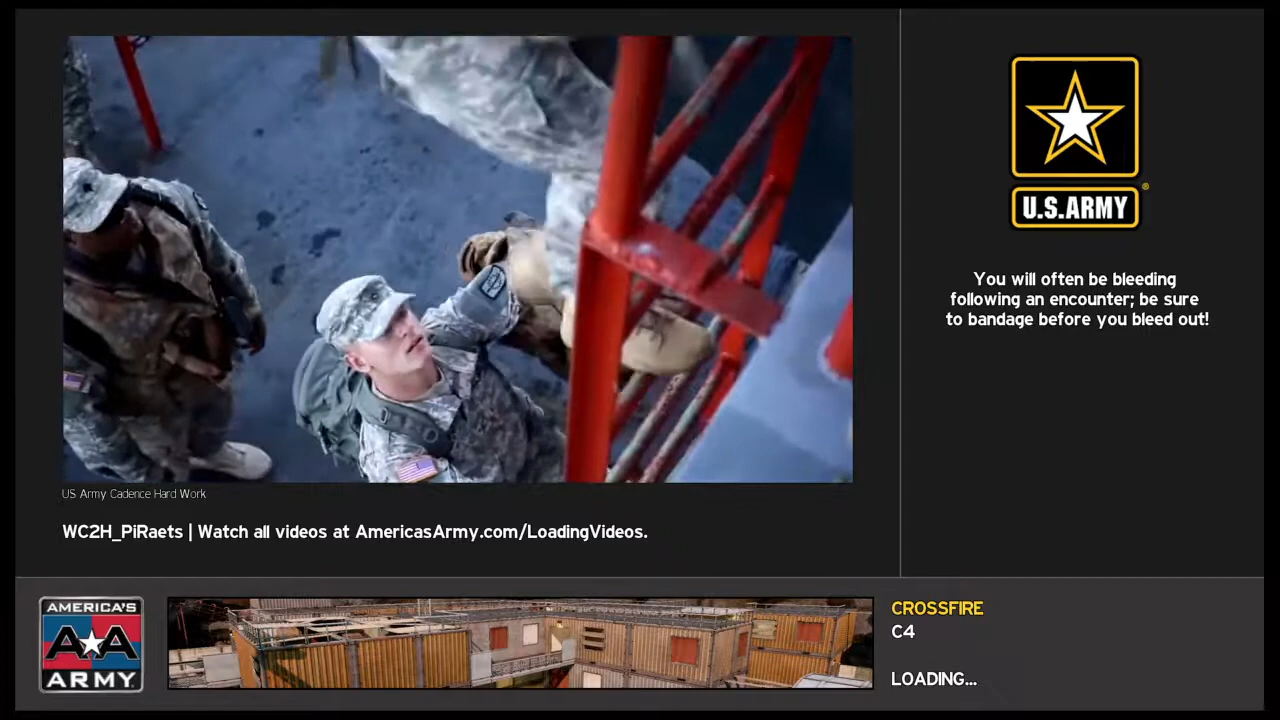 US Army Cadence Hard Work
WC2H_PiRaets | Watch all videos at AmericasArmy.com/LoadingVideos.
U.S.ARMY
®
You will often be bleeding
following an encounter; be sure
to bandage before you bleed out!
AMERICA'S
AA
ARMY
CROSSFIRE
C4
LOADING...